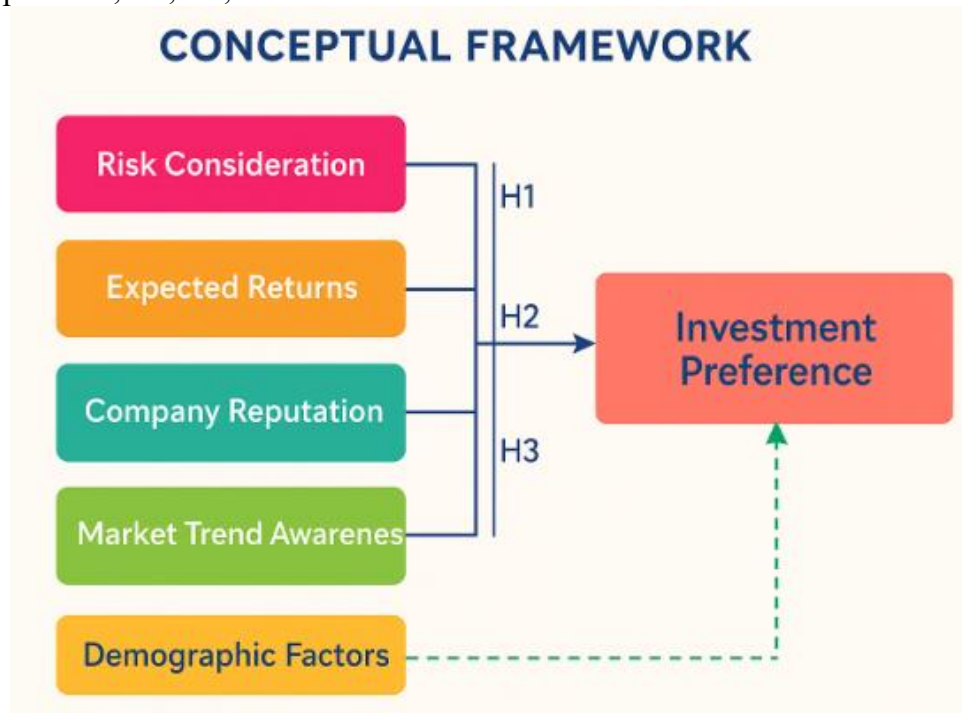 CONCEPTUAL FRAMEWORK
Risk Consideration
H1
Expected Returns
H2
Investment
Preference
Company Reputation
H3
Market Trend Awarenes
Demographic Factors